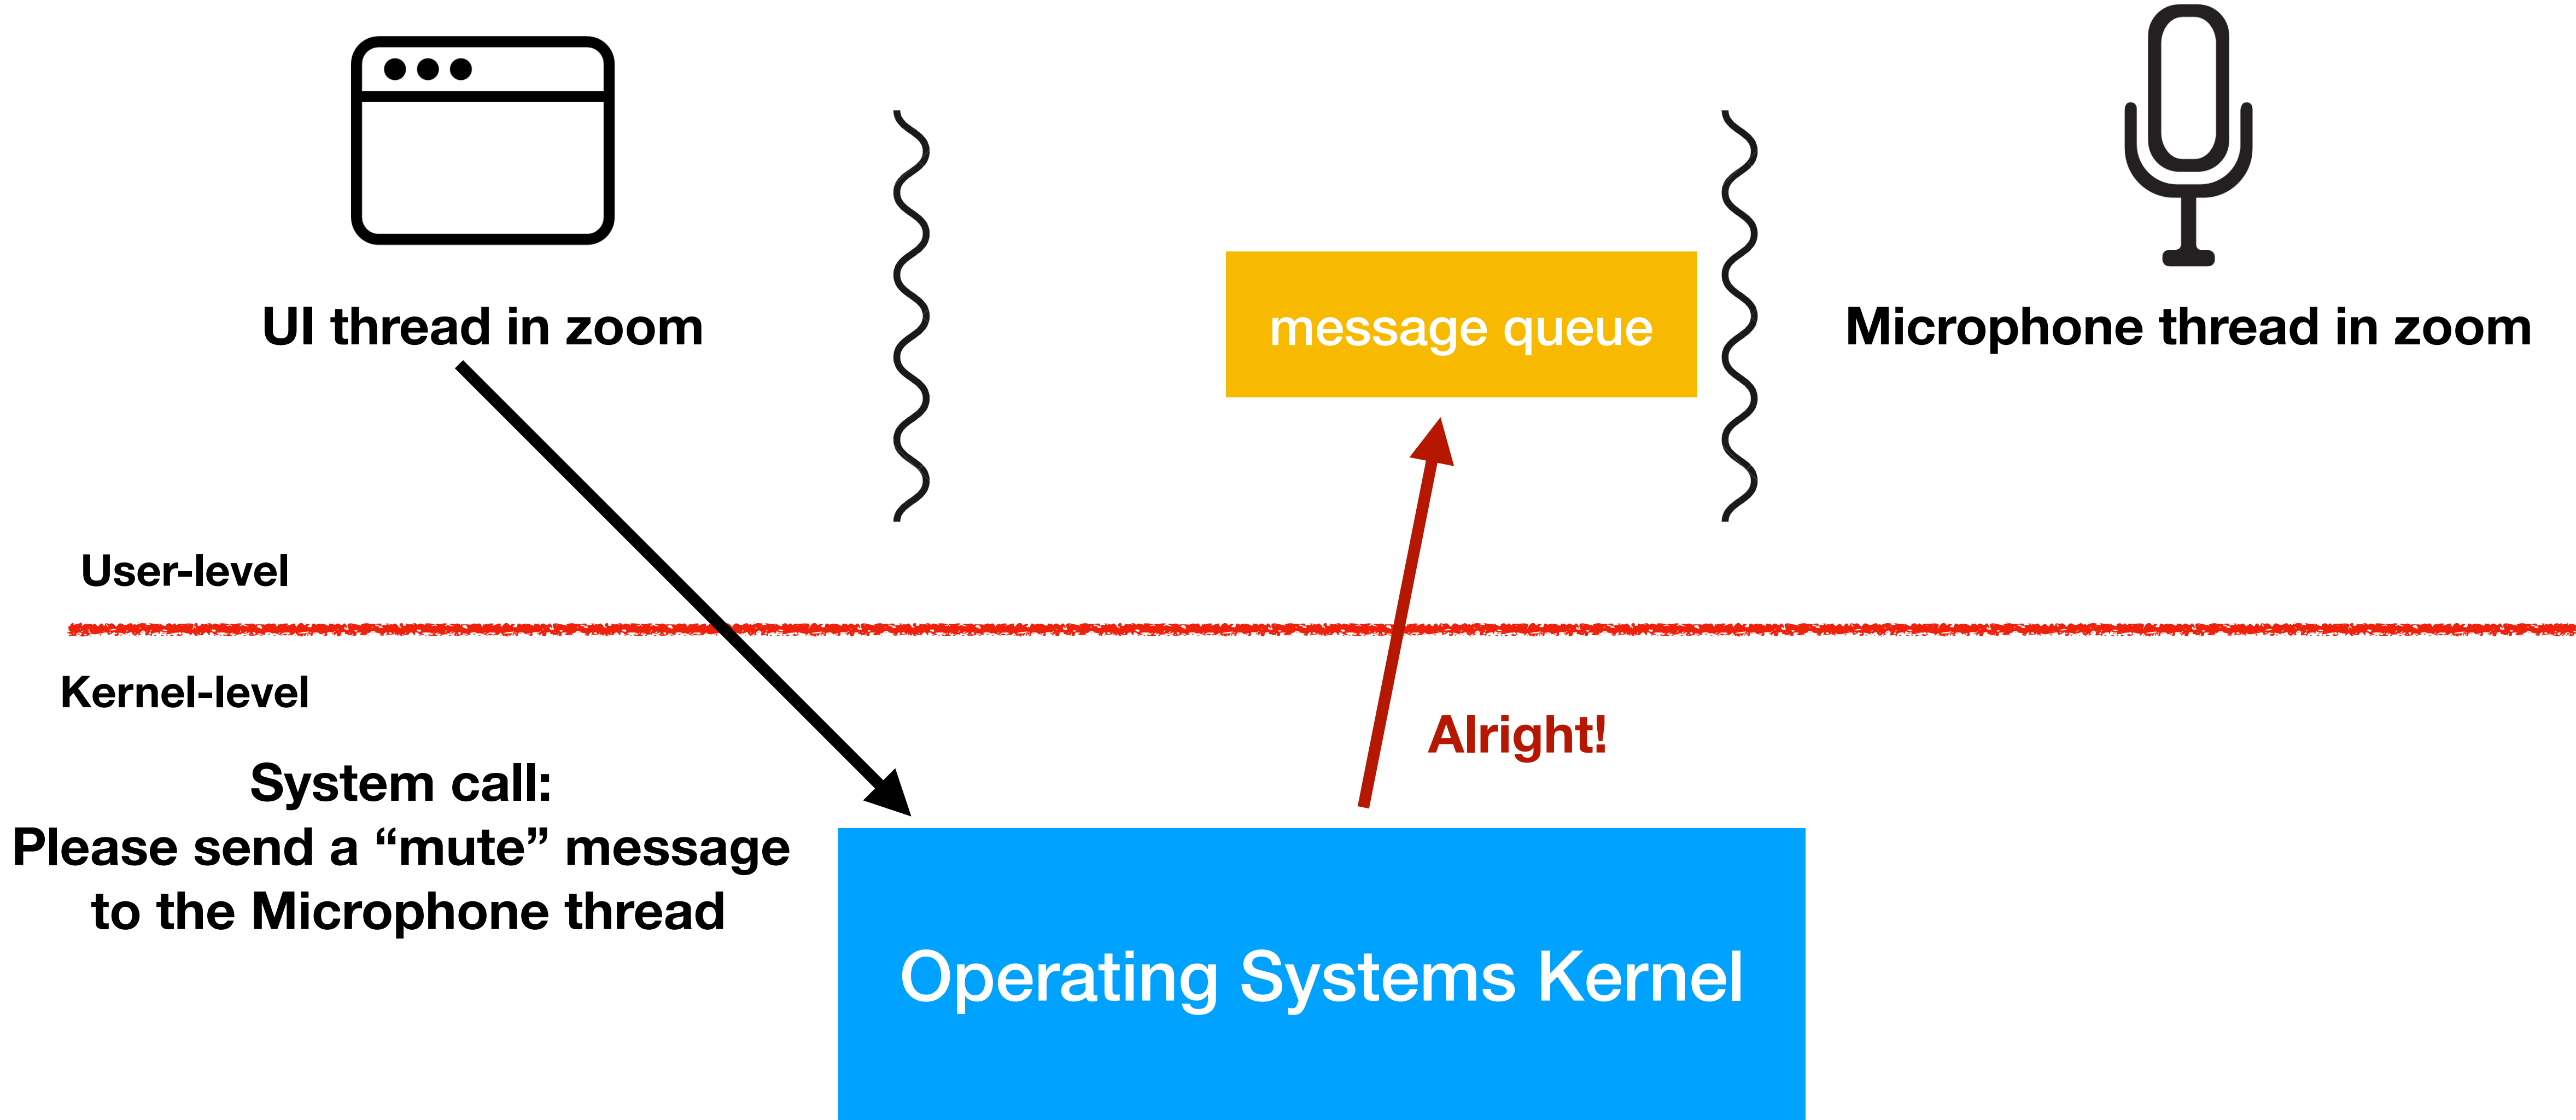 UI thread in zoom
message queue
Microphone thread in zoom
User-level
Kernel-level
Alright!
System call:
Please send a “mute” message
to the Microphone thread
Operating Systems Kernel